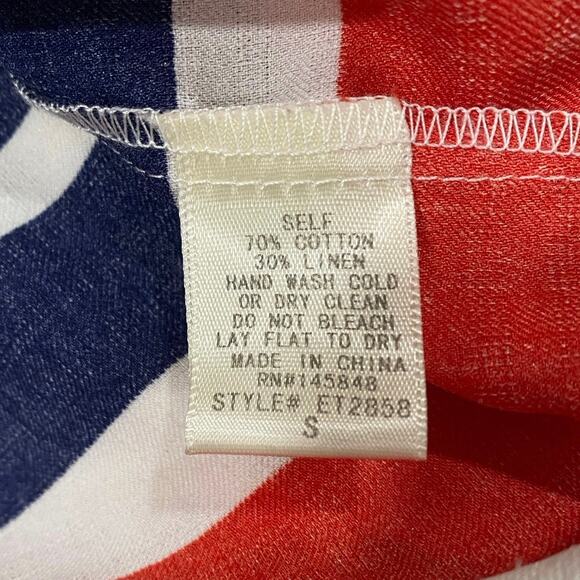 SELF
70% COTTON
30% LINEN
HAND WASH COLD
OR DRY CLEAN
DO NOT BLEACH
LAY FLAT TO DRY
MADE IN CHINA
RN#145848
STYLE# ET2858
S